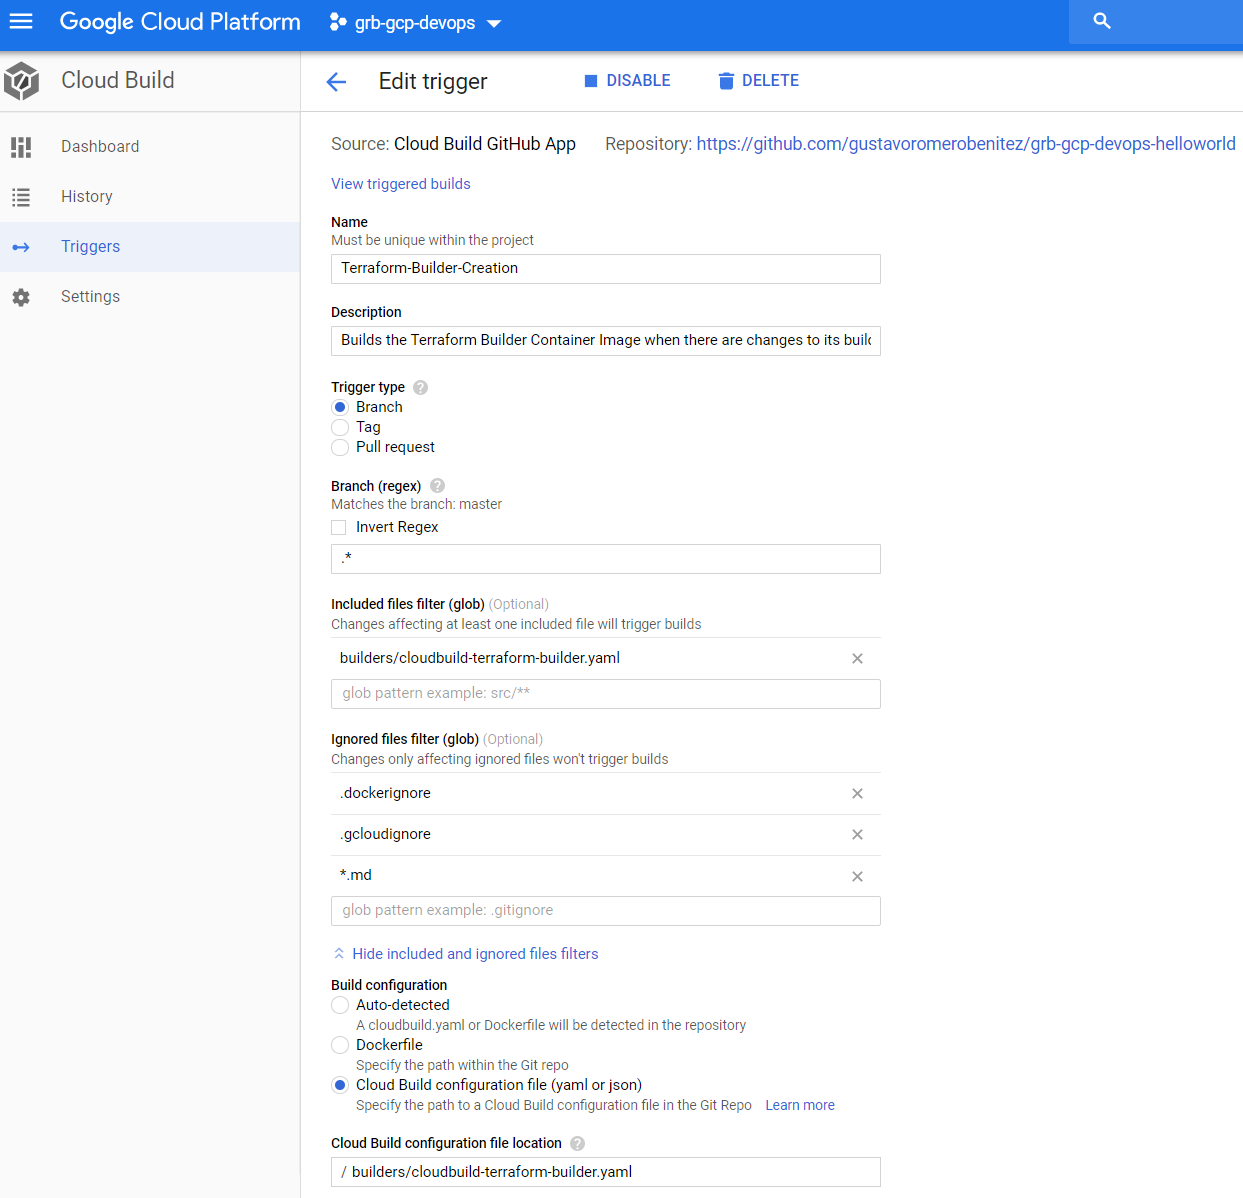 Google Cloud Platform grb-gcp-devops
Cloud Build
Edit trigger DISABLE DELETE
Dashboard
History
Triggers
Settings
Source: Cloud Build GitHub App Repository: https://github.com/gustavoromerobenitez/grb-gcp-devops-helloworld
View triggered builds
Name
Must be unique within the project
Terraform-Builder-Creation
Description
Builds the Terraform Builder Container Image when there are changes to its buil
Trigger type ?
Branch
Tag
Pull request
Branch (regex) ?
Matches the branch: master
Invert Regex
.*
Included files filter (glob) (Optional)
Changes affecting at least one included file will trigger builds
builders/cloudbuild-terraform-builder.yaml
glob pattern example: src/**
Ignored files filter (glob) (Optional)
Changes only affecting ignored files won't trigger builds
.dockerignore
.gcloudignore
*.md
glob pattern example: .gitignore
Hide included and ignored files filters
Build configuration
Auto-detected
A cloudbuild.yaml or Dockerfile will be detected in the repository
Dockerfile
Specify the path within the Git repo
Cloud Build configuration file (yaml or json)
Specify the path to a Cloud Build configuration file in the Git Repo Learn more
Cloud Build configuration file location ?
/ builders/cloudbuild-terraform-builder.yaml